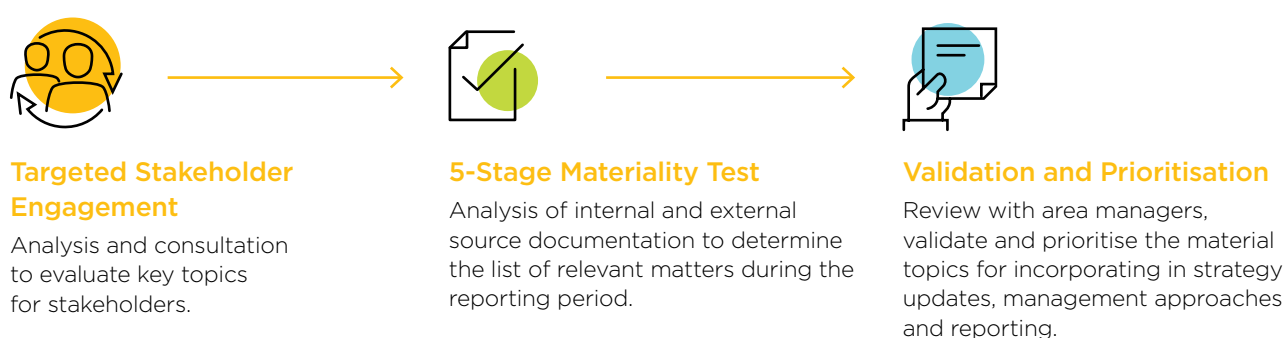 Targeted Stakeholder
Engagement
Analysis and consultation
to evaluate key topics
for stakeholders.
5-Stage Materiality Test
Analysis of internal and external
source documentation to determine
the list of relevant matters during the
reporting period.
Validation and Prioritisation
Review with area managers,
validate and prioritise the material
topics for incorporating in strategy
updates, management approaches
and reporting.